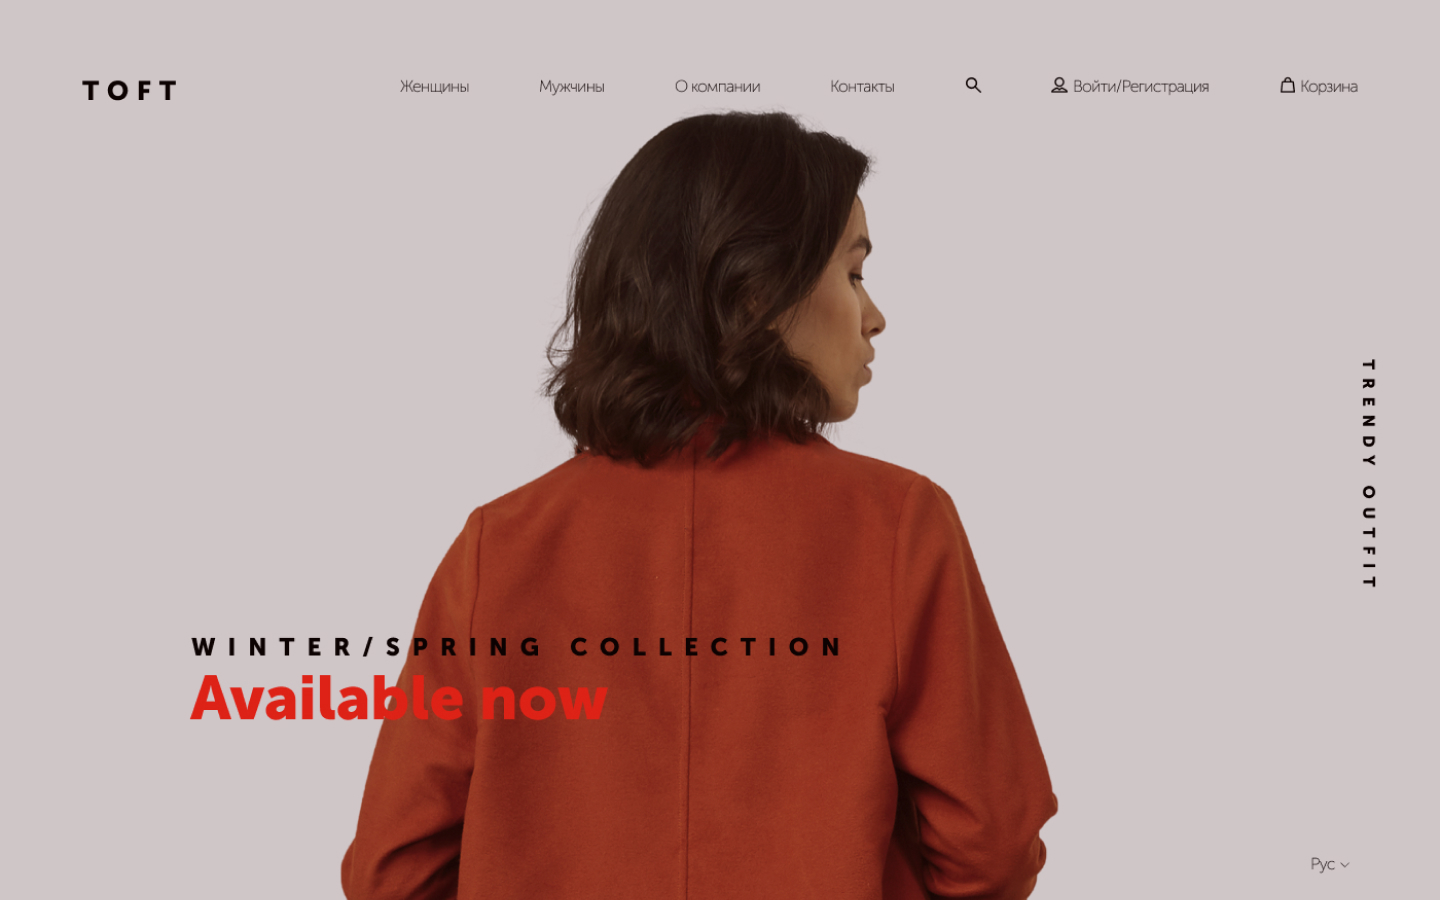 TOFT
Женщины
Мужчины
О компании
Контакты
Войти/Регистрация
Корзина
TRENDY OUTFIT
WINTER/SPRING COLLECTION
Available now
Рус